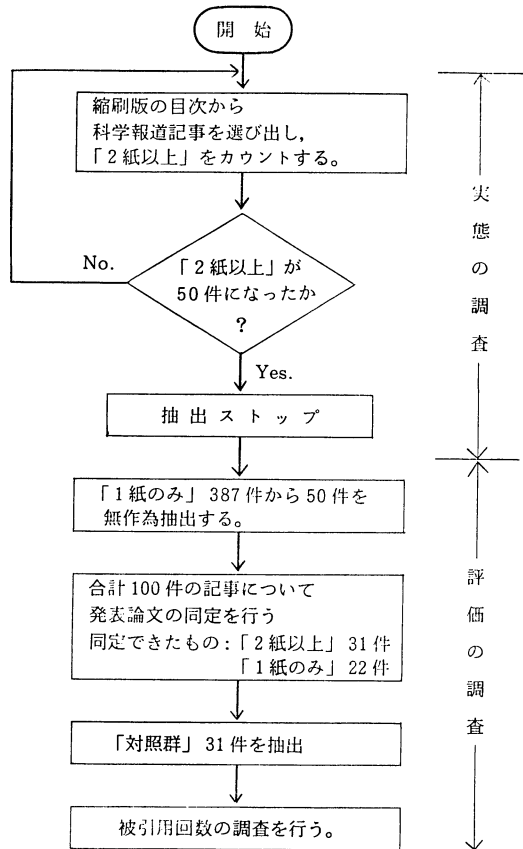 開 始
縮刷版の目次から
科学報道記事を選び出し,
「2紙以上」をカウントする。
No.
「2紙以上」が
50件になったか
?
Yes.
抽 出 ス ト ッ プ
実態の調査
「1紙のみ」387件から50件を
無作為抽出する。
合計100件の記事について
発表論文の同定を行う
同定できたもの:「2紙以上」31件
「1紙のみ」22件
「対照群」31件を抽出
被引用回数の調査を行う。
評価の調査